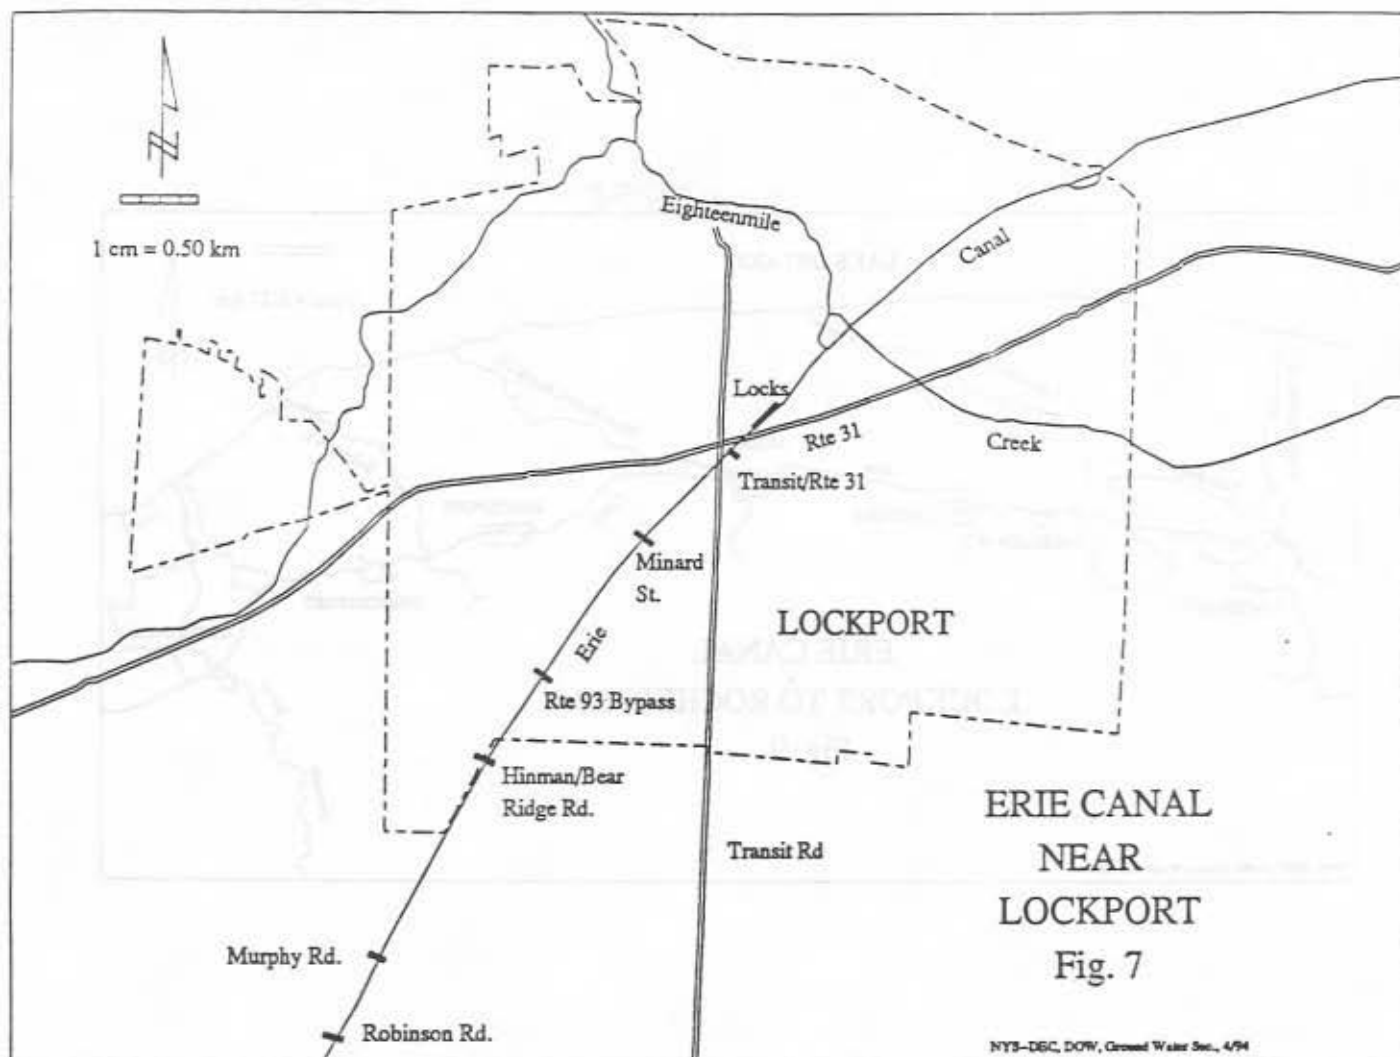 N
Eighteenmile
Canal
1 cm = 0.50 km
Locks
Rte 31
Creek
Transit/Rte 31
Minard
St.
LOCKPORT
Erie
Rte 93 Bypass
Hinman/Bear
Ridge Rd.
ERIE CANAL
NEAR
LOCKPORT
Fig. 7
Transit Rd
Murphy Rd.
Robinson Rd.
NYS-DEC, DOW, Ground Water Sec., 4/94